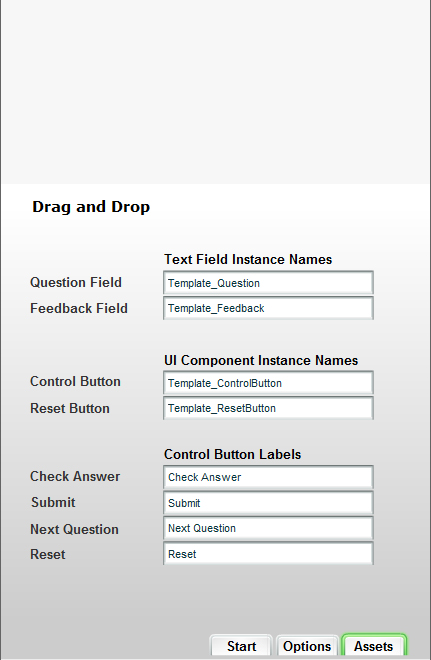 Drag and Drop
Text Field Instance Names
Question Field Template_Question
Feedback Field Template_Feedback
UI Component Instance Names
Control Button Template_ControlButton
Reset Button Template_ResetButton
Control Button Labels
Check Answer Check Answer
Submit Submit
Next Question Next Question
Reset Reset
Start Options Assets